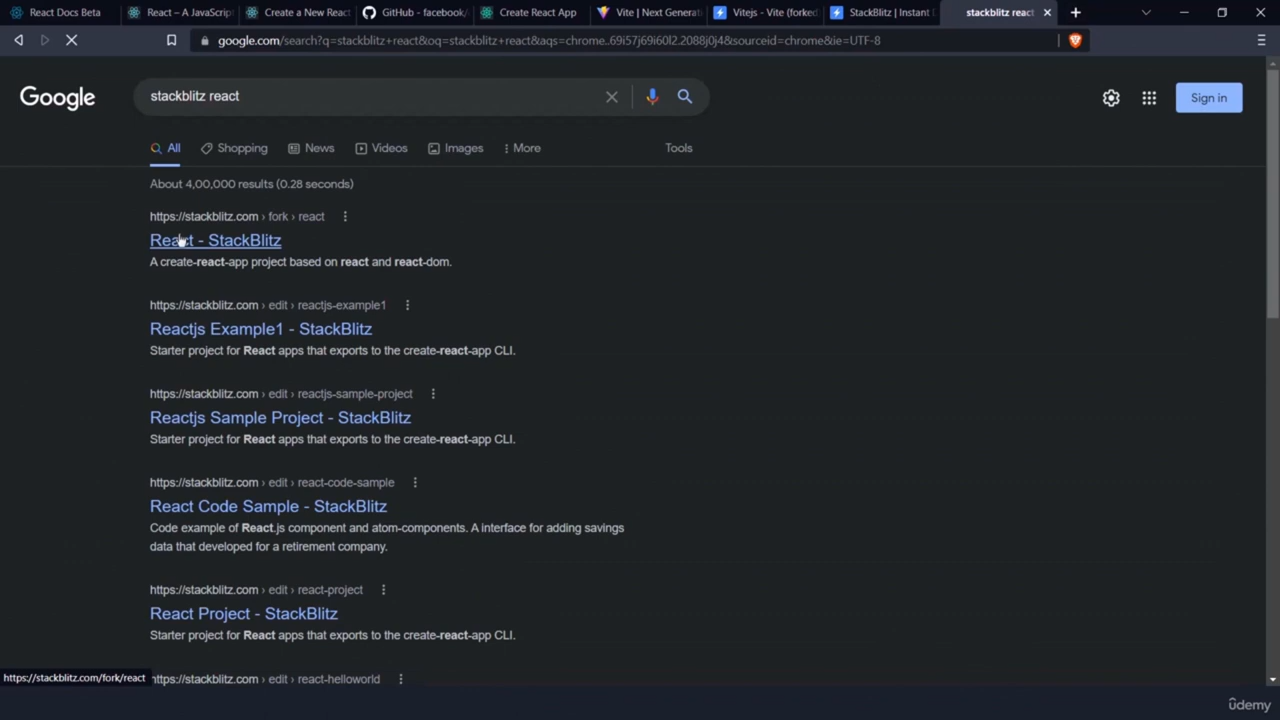 React Docs Beta
React – A JavaScrip
Create a New React
GitHub - facebook/
Create React App
Vite | Next Generat
Vitejs - Vite (forked
StackBlitz | Instant D
stackblitz react
google.com/search?q=stackblitz+react&oq=stackblitz+react&aqs=chrome..69i57j69i60l2.2088j0j4&sourceid=chrome&ie=UTF-8
Google
stackblitz react
Sign in
All
Shopping
News
Videos
Images
More
Tools
About 4,00,000 results (0.28 seconds)
https://stackblitz.com › fork › react
React - StackBlitz
A create-react-app project based on react and react-dom.
https://stackblitz.com › edit › reactjs-example1
Reactjs Example1 - StackBlitz
Starter project for React apps that exports to the create-react-app CLI.
https://stackblitz.com › edit › reactjs-sample-project
Reactjs Sample Project - StackBlitz
Starter project for React apps that exports to the create-react-app CLI.
https://stackblitz.com › edit › react-code-sample
React Code Sample - StackBlitz
Code example of React.js component and atom-components. A interface for adding savings
data that developed for a retirement company.
https://stackblitz.com › edit › react-project
React Project - StackBlitz
Starter project for React apps that exports to the create-react-app CLI.
https://stackblitz.com/fork/react
https://stackblitz.com › edit › react-helloworld
ûdemy